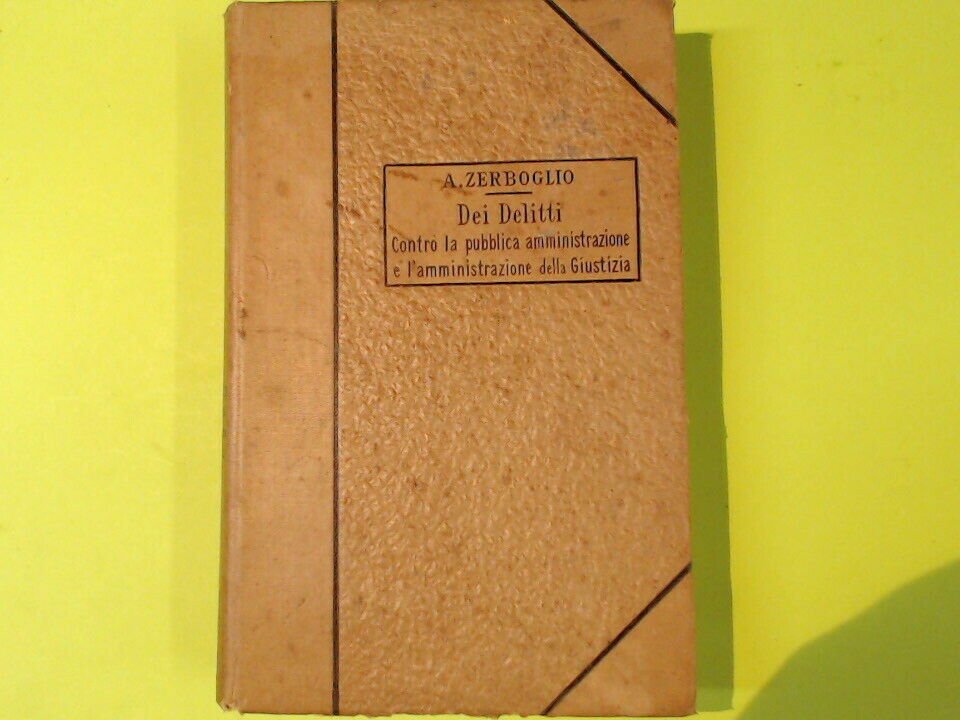 A. ZERBOGLIO
Dei Delitti
Contro la pubblica amministrazione
e l'amministrazione della Giustizia